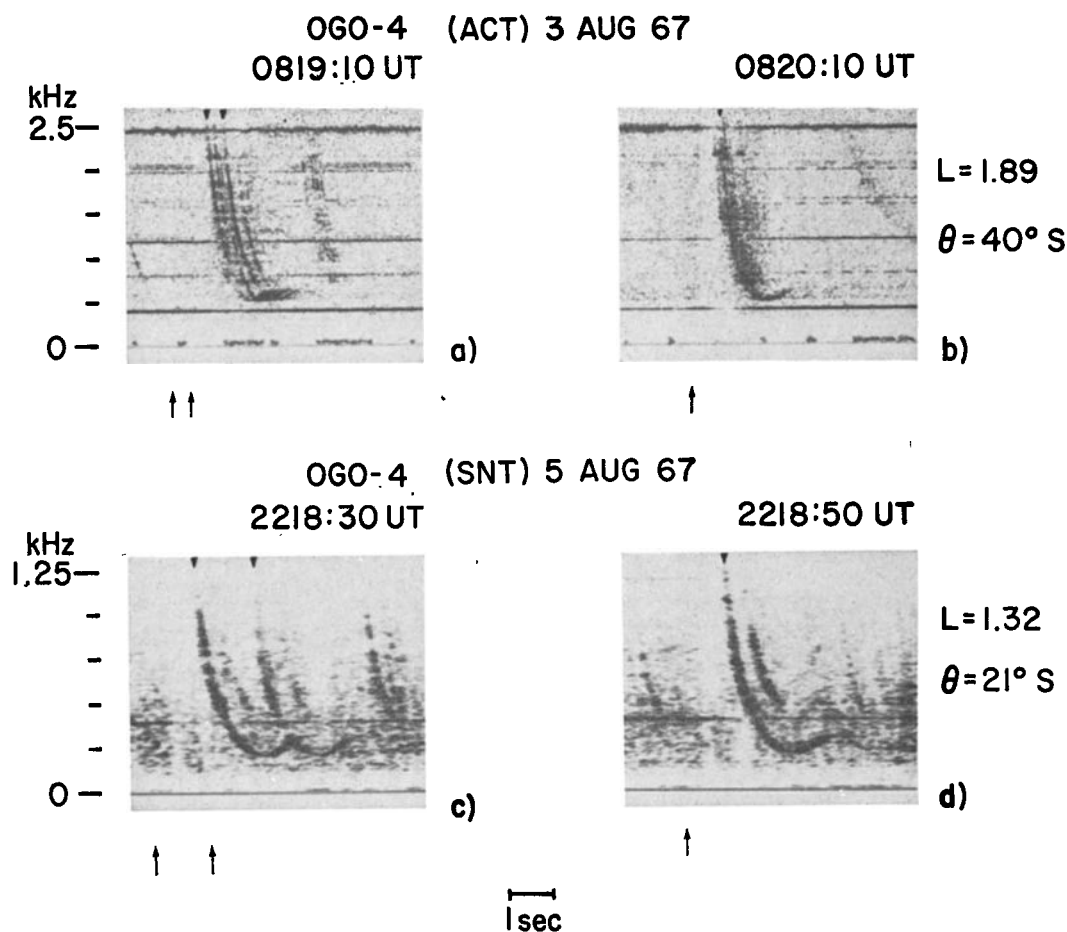 OGO-4 (ACT) 3 AUG 67
0819:10 UT 0820:10 UT
kHz
2.5
L=1.89
θ=40° S
0
a) b)
OGO-4 (SNT) 5 AUG 67
2218:30 UT 2218:50 UT
kHz
1.25
L=1.32
θ=21° S
0
c) d)
1 sec